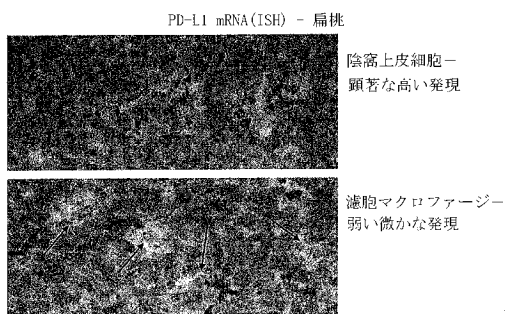 PD-L1 mRNA(ISH) - 扁桃
陰窩上皮細胞－
顕著な高い発現
濾胞マクロファージ－
弱い微かな発現